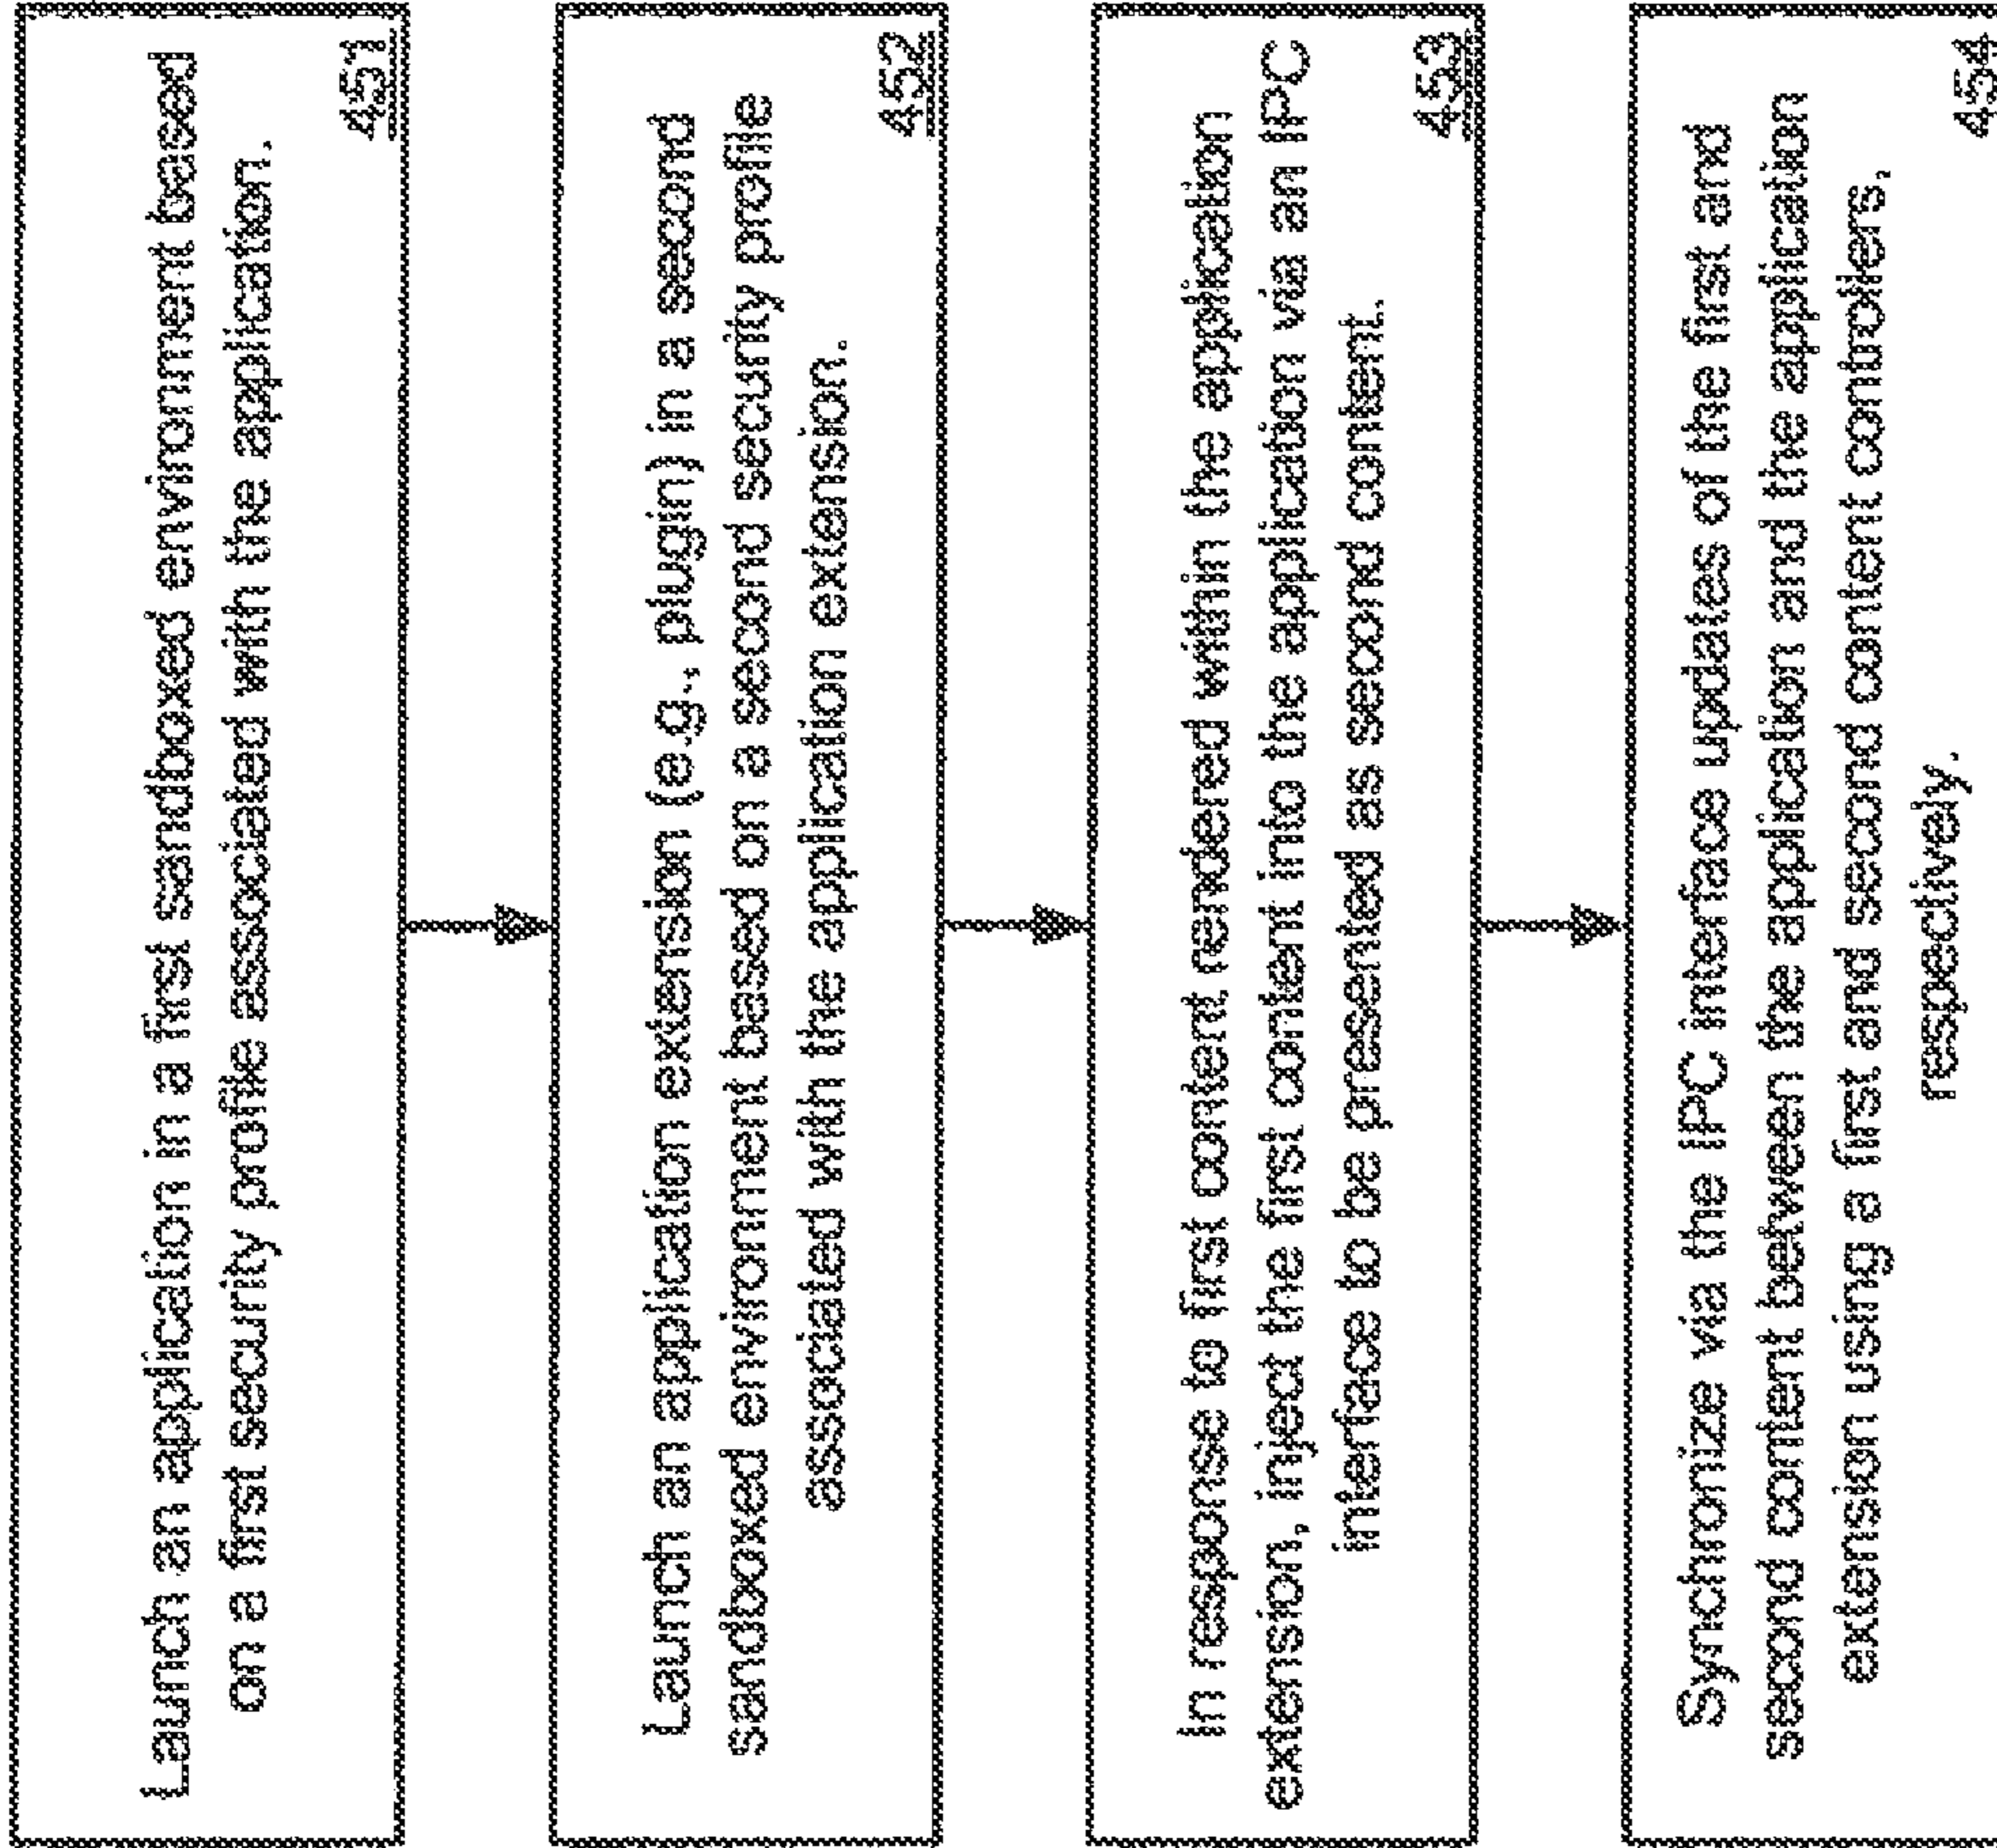 Launch an application in a first sandboxed environment based
on a first security profile associated with the application.
451
Launch an application extension (e.g., plugin) in a second
sandboxed environment based on a second security profile
associated with the application extension.
452
In response to first content rendered within the application
extension, inject the first content into the application via an IPC
interface to be presented as second content.
453
Synchronize via the IPC interface updates of the first and
second content between the application and the application
extension using a first and second content controllers,
respectively.
454